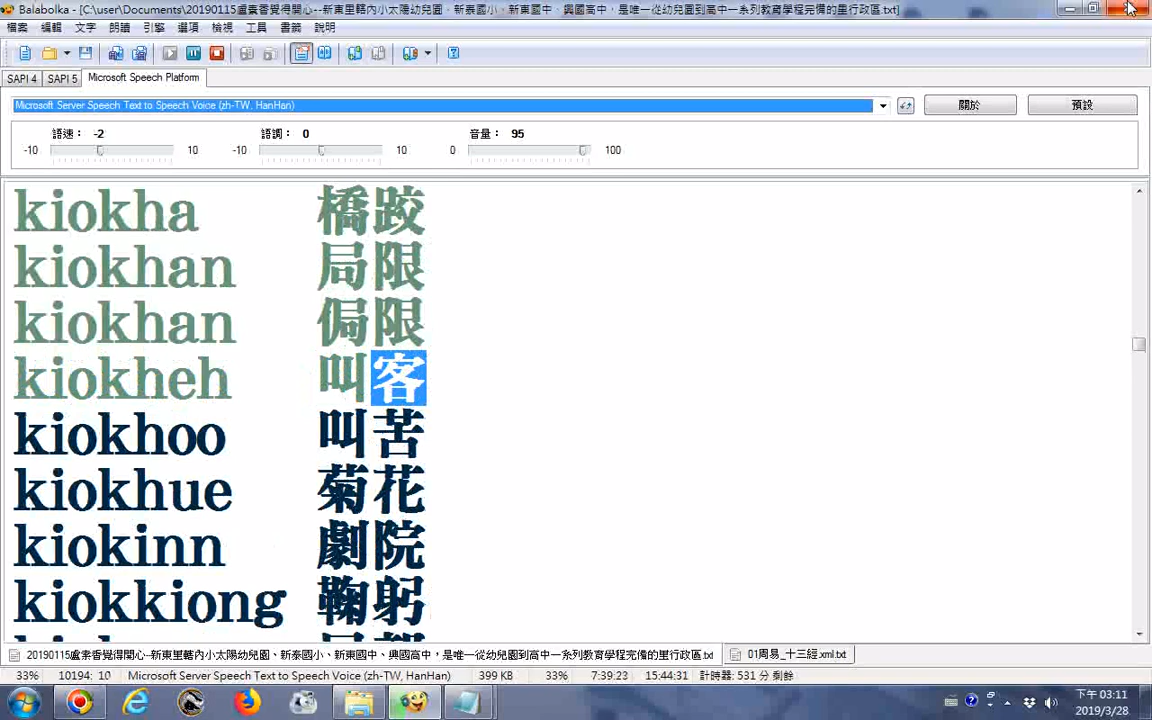 Balabolka - [C:\user\Documents\20190115盧素香覺得開心--新東里轄內小太陽幼兒園、新泰國小、新東國中、興國高中，是唯一從幼兒園到高中一系列教育學程完備的里行政區.txt]
檔案 編輯 文字 朗讀 引擎 選項 檢視 工具 書籤 說明
SAPI 4 SAPI 5 Microsoft Speech Platform
Microsoft Server Speech Text to Speech Voice (zh-TW, HanHan) 關於 預設
語速： -2 語調： 0 音量： 95
-10 10 -10 10 0 100
kiokha 橋跤
kiokhan 局限
kiokhan 侷限
kiokheh 叫客
kiokhoo 叫苦
kiokhue 菊花
kiokinn 劇院
kiokkiong 鞠躬
20190115盧素香覺得開心--新東里轄內小太陽幼兒園、新泰國小、新東國中、興國高中，是唯一從幼兒園到高中一系列教育學程完備的里行政區.txt 01周易_十三經.xml.txt
33% 10194: 10 Microsoft Server Speech Text to Speech Voice (zh-TW, HanHan) 399 KB 33% 7:39:23 15:44:31 計時器: 531 分 剩餘
下午 03:11
2019/3/28